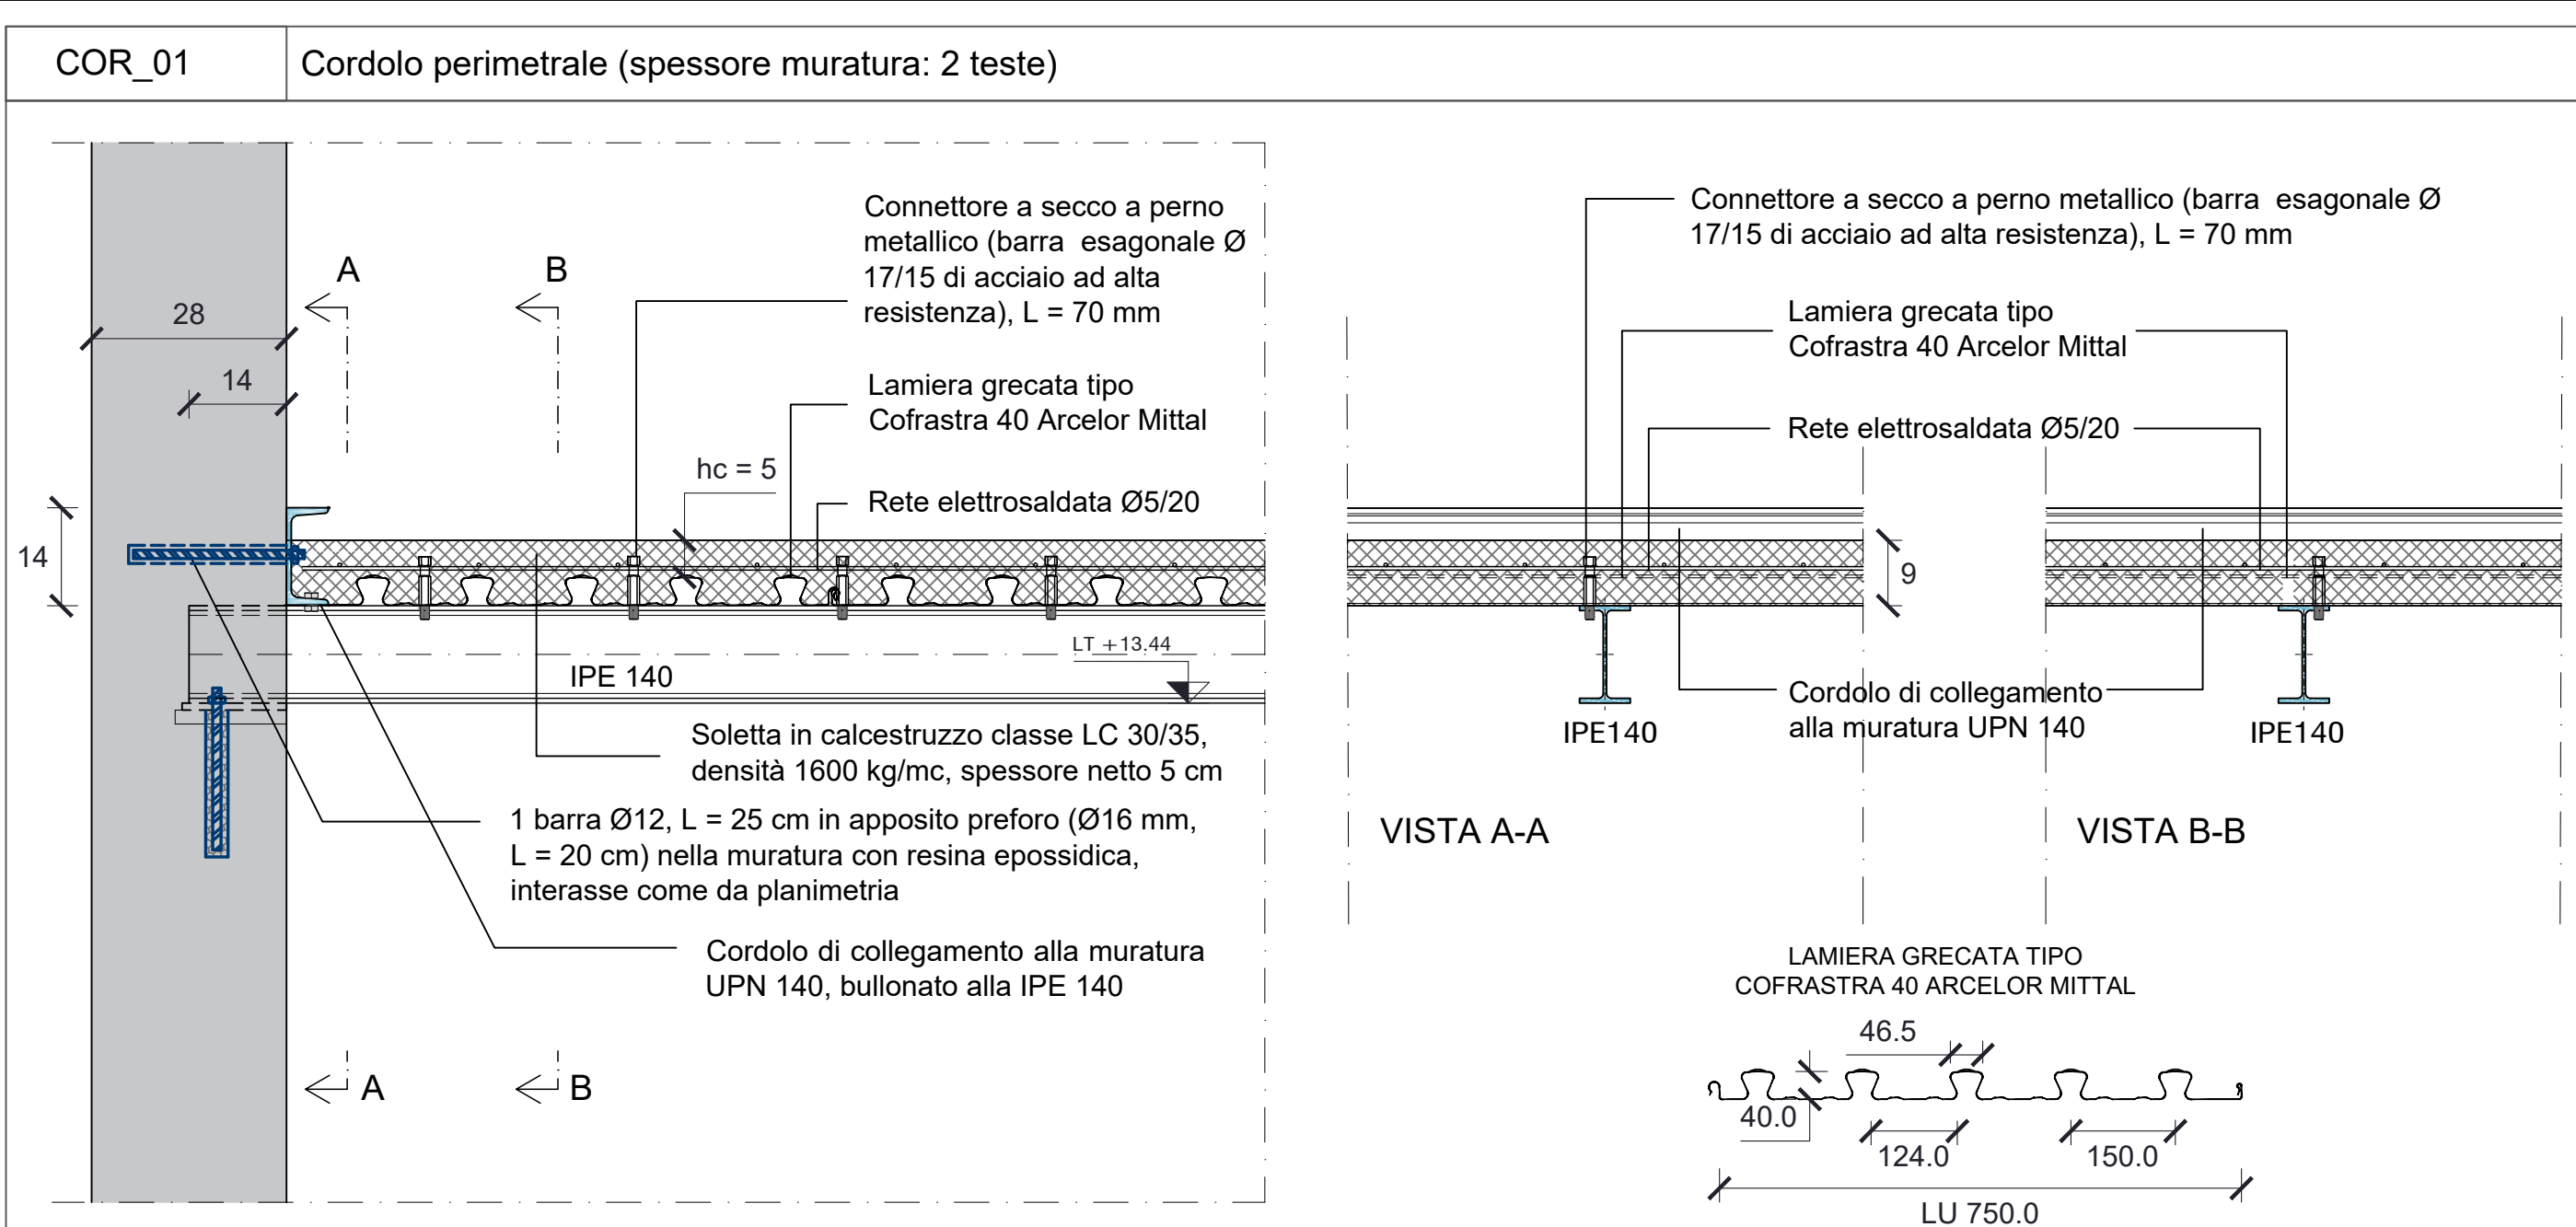 COR_01
Cordolo perimetrale (spessore muratura: 2 teste)
Connettore a secco a perno
metallico (barra esagonale Ø
17/15 di acciaio ad alta
resistenza), L = 70 mm
A
B
28
14
Lamiera grecata tipo
Cofrastra 40 Arcelor Mittal
hc = 5
Rete elettrosaldata Ø5/20
14
LT +13.44
IPE 140
Soletta in calcestruzzo classe LC 30/35,
densità 1600 kg/mc, spessore netto 5 cm
1 barra Ø12, L = 25 cm in apposito preforo (Ø16 mm,
L = 20 cm) nella muratura con resina epossidica,
interasse come da planimetria
Cordolo di collegamento alla muratura
UPN 140, bullonato alla IPE 140
A
B
Connettore a secco a perno metallico (barra esagonale Ø
17/15 di acciaio ad alta resistenza), L = 70 mm
Lamiera grecata tipo
Cofrastra 40 Arcelor Mittal
Rete elettrosaldata Ø5/20
9
Cordolo di collegamento
alla muratura UPN 140
IPE140
IPE140
VISTA A-A
VISTA B-B
LAMIERA GRECATA TIPO
COFRASTRA 40 ARCELOR MITTAL
46.5
40.0
124.0
150.0
LU 750.0